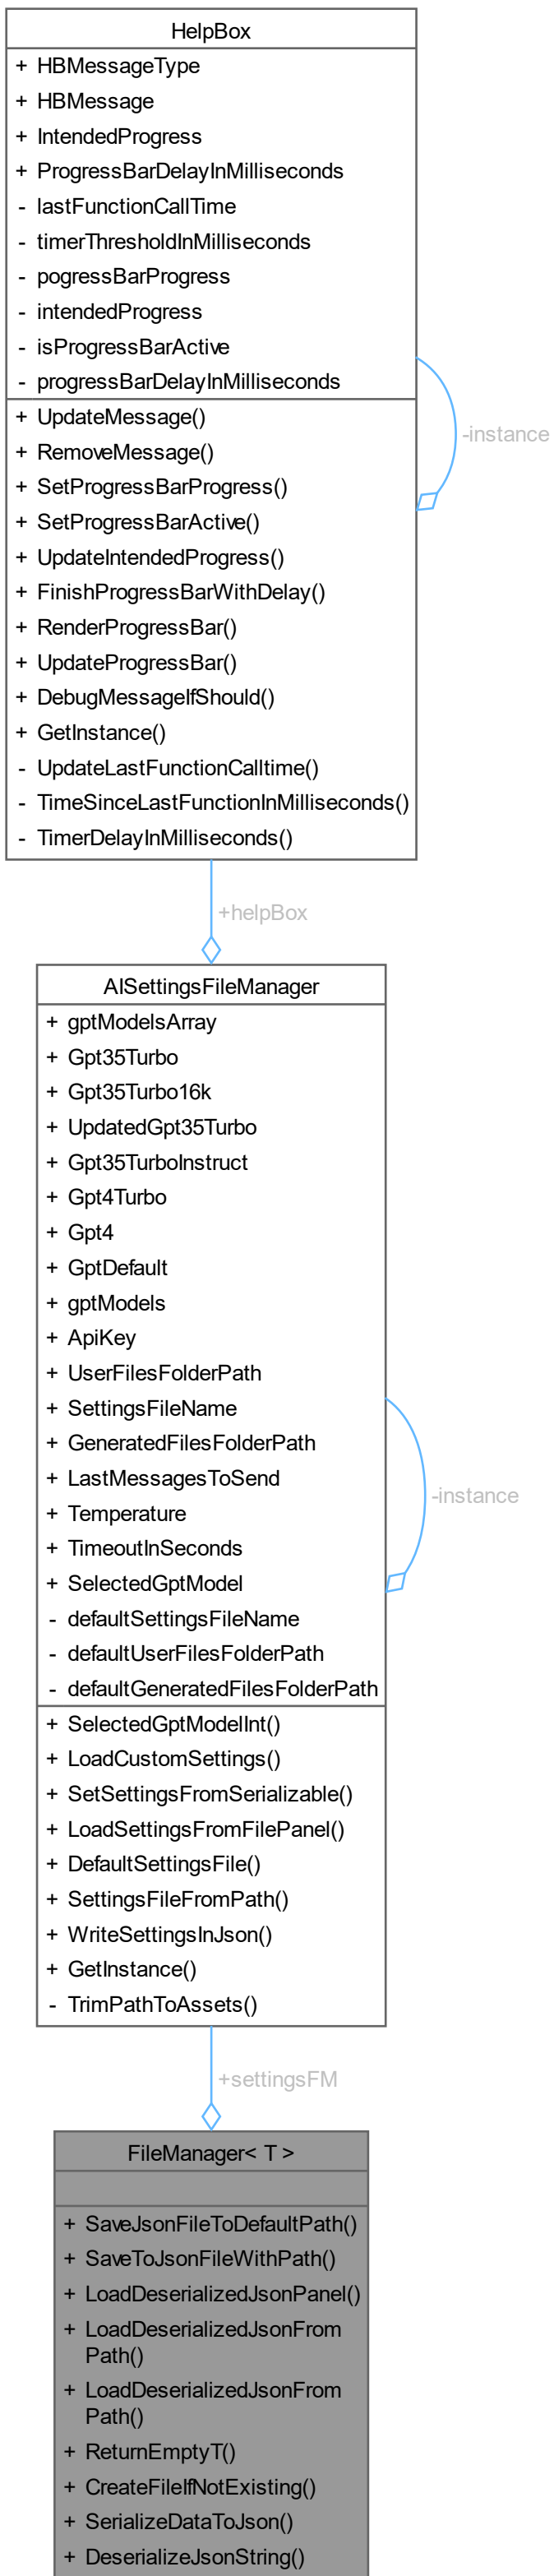 HelpBox
+ HBMessageType
+ HBMessage
+ IntendedProgress
+ ProgressBarDelayInMilliseconds
- lastFunctionCallTime
- timerThresholdInMilliseconds
- pogressBarProgress
- intendedProgress
- isProgressBarActive
- progressBarDelayInMilliseconds
+ UpdateMessage()
+ RemoveMessage()
+ SetProgressBarProgress()
+ SetProgressBarActive()
+ UpdateIntendedProgress()
+ FinishProgressBarWithDelay()
+ RenderProgressBar()
+ UpdateProgressBar()
+ DebugMessageIfShould()
+ GetInstance()
- UpdateLastFunctionCalltime()
- TimeSinceLastFunctionInMilliseconds()
- TimerDelayInMilliseconds()
-instance
+helpBox
AISettingsFileManager
+ gptModelsArray
+ Gpt35Turbo
+ Gpt35Turbo16k
+ UpdatedGpt35Turbo
+ Gpt35TurboInstruct
+ Gpt4Turbo
+ Gpt4
+ GptDefault
+ gptModels
+ ApiKey
+ UserFilesFolderPath
+ SettingsFileName
+ GeneratedFilesFolderPath
+ LastMessagesToSend
+ Temperature
+ TimeoutInSeconds
+ SelectedGptModel
- defaultSettingsFileName
- defaultUserFilesFolderPath
- defaultGeneratedFilesFolderPath
+ SelectedGptModelInt()
+ LoadCustomSettings()
+ SetSettingsFromSerializable()
+ LoadSettingsFromFilePanel()
+ DefaultSettingsFile()
+ SettingsFileFromPath()
+ WriteSettingsInJson()
+ GetInstance()
- TrimPathToAssets()
-instance
+settingsFM
FileManager< T >
+ SaveJsonFileToDefaultPath()
+ SaveToJsonFileWithPath()
+ LoadDeserializedJsonPanel()
+ LoadDeserializedJsonFrom
Path()
+ LoadDeserializedJsonFrom
Path()
+ ReturnEmptyT()
+ CreateFileIfNotExisting()
+ SerializeDataToJson()
+ DeserializeJsonString()